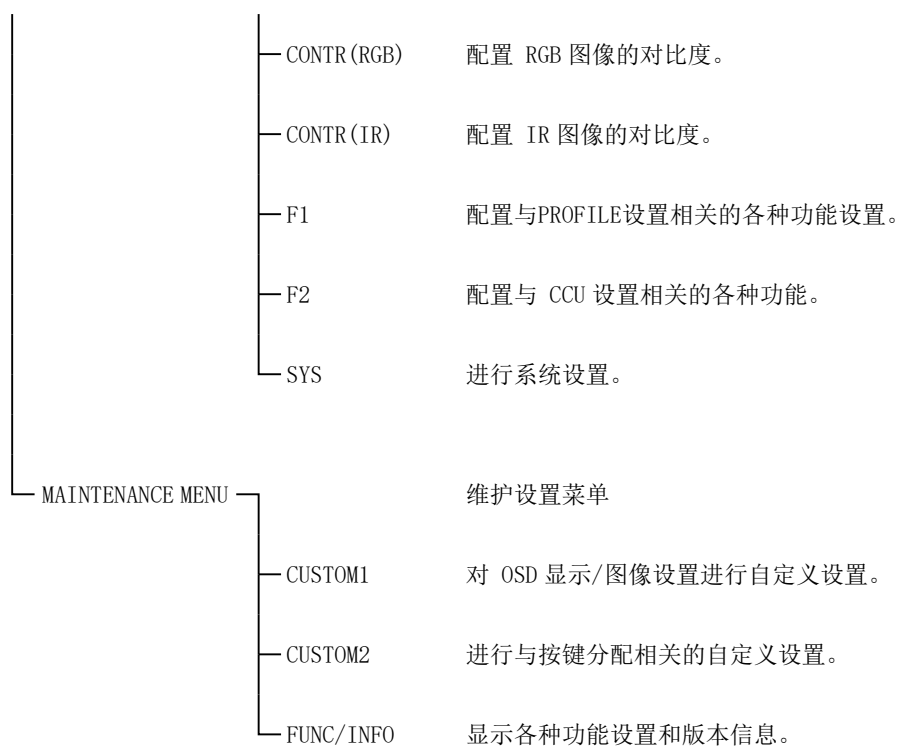 CONTR(RGB) 配置 RGB 图像的对比度。
CONTR(IR) 配置 IR 图像的对比度。
F1 配置与PROFILE设置相关的各种功能设置。
F2 配置与 CCU 设置相关的各种功能。
SYS 进行系统设置。
MAINTENANCE MENU 维护设置菜单
CUSTOM1 对 OSD 显示/图像设置进行自定义设置。
CUSTOM2 进行与按键分配相关的自定义设置。
FUNC/INFO 显示各种功能设置和版本信息。